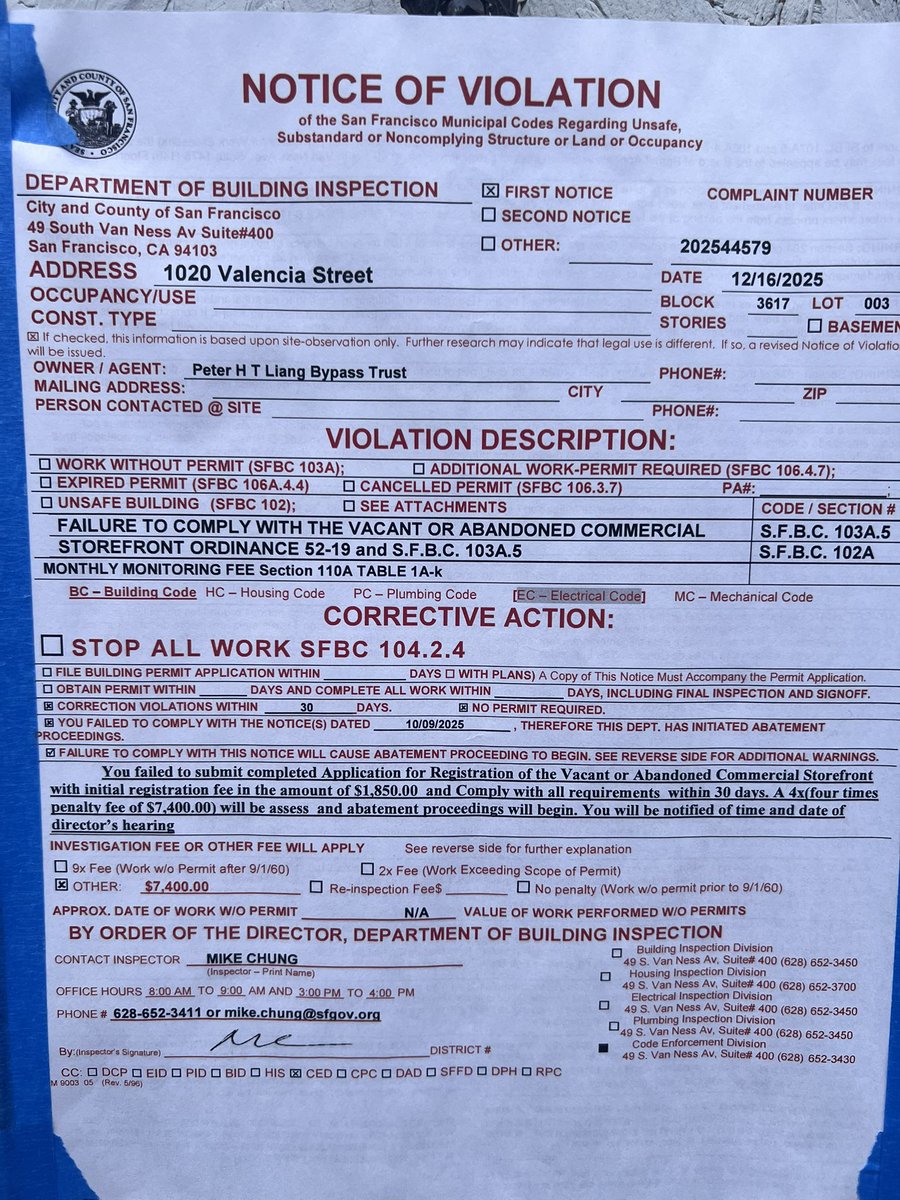 CITY AND COUNTY OF SAN FRANCISCO
SEAL
NOTICE OF VIOLATION
of the San Francisco Municipal Codes Regarding Unsafe,
Substandard or Noncomplying Structure or Land or Occupancy
DEPARTMENT OF BUILDING INSPECTION
City and County of San Francisco
49 South Van Ness Av Suite#400
San Francisco, CA 94103
☒ FIRST NOTICE
☐ SECOND NOTICE
☐ OTHER:
COMPLAINT NUMBER
202544579
ADDRESS 1020 Valencia Street
DATE 12/16/2025
OCCUPANCY/USE
BLOCK 3617 LOT 003
CONST. TYPE
STORIES ☐ BASEMEN
☒ If checked, this information is based upon site-observation only. Further research may indicate that legal use is different. If so, a revised Notice of Violatio
will be issued.
OWNER / AGENT: Peter H T Liang Bypass Trust PHONE#:
MAILING ADDRESS: CITY ZIP
PERSON CONTACTED @ SITE PHONE#:
VIOLATION DESCRIPTION:
☐ WORK WITHOUT PERMIT (SFBC 103A); ☐ ADDITIONAL WORK-PERMIT REQUIRED (SFBC 106.4.7);
☐ EXPIRED PERMIT (SFBC 106A.4.4) ☐ CANCELLED PERMIT (SFBC 106.3.7) PA#: ;
☐ UNSAFE BUILDING (SFBC 102); ☐ SEE ATTACHMENTS CODE / SECTION #
FAILURE TO COMPLY WITH THE VACANT OR ABANDONED COMMERCIAL S.F.B.C. 103A.5
STOREFRONT ORDINANCE 52-19 and S.F.B.C. 103A.5 S.F.B.C. 102A
MONTHLY MONITORING FEE Section 110A TABLE 1A-k
BC – Building Code HC – Housing Code PC – Plumbing Code [EC – Electrical Code] MC – Mechanical Code
CORRECTIVE ACTION:
☐ STOP ALL WORK SFBC 104.2.4
☐ FILE BUILDING PERMIT APPLICATION WITHIN DAYS ☐ WITH PLANS) A Copy of This Notice Must Accompany the Permit Application.
☐ OBTAIN PERMIT WITHIN DAYS AND COMPLETE ALL WORK WITHIN DAYS, INCLUDING FINAL INSPECTION AND SIGNOFF.
☒ CORRECTION VIOLATIONS WITHIN 30 DAYS. ☒ NO PERMIT REQUIRED.
☒ YOU FAILED TO COMPLY WITH THE NOTICE(S) DATED 10/09/2025 , THEREFORE THIS DEPT. HAS INITIATED ABATEMENT
PROCEEDINGS.
☑ FAILURE TO COMPLY WITH THIS NOTICE WILL CAUSE ABATEMENT PROCEEDING TO BEGIN. SEE REVERSE SIDE FOR ADDITIONAL WARNINGS.
You failed to submit completed Application for Registration of the Vacant or Abandoned Commercial Storefront
with initial registration fee in the amount of $1,850.00 and Comply with all requirements within 30 days. A 4x(four times
penalty fee of $7,400.00) will be assess and abatement proceedings will begin. You will be notified of time and date of
director's hearing
INVESTIGATION FEE OR OTHER FEE WILL APPLY See reverse side for further explanation
☐ 9x Fee (Work w/o Permit after 9/1/60) ☐ 2x Fee (Work Exceeding Scope of Permit)
☒ OTHER: $7,400.00 ☐ Re-inspection Fee$ ☐ No penalty (Work w/o permit prior to 9/1/60)
APPROX. DATE OF WORK W/O PERMIT N/A VALUE OF WORK PERFORMED W/O PERMITS
BY ORDER OF THE DIRECTOR, DEPARTMENT OF BUILDING INSPECTION
CONTACT INSPECTOR MIKE CHUNG
(Inspector – Print Name)
OFFICE HOURS 8:00 AM TO 9:00 AM AND 3:00 PM TO 4:00 PM
PHONE # 628-652-3411 or mike.chung@sfgov.org
By:(Inspector's Signature) DISTRICT #
☐ Building Inspection Division
49 S. Van Ness Av, Suite# 400 (628) 652-3450
☐ Housing Inspection Division
49 S. Van Ness Av, Suite# 400 (628) 652-3700
☐ Electrical Inspection Division
49 S. Van Ness Av, Suite# 400 (628) 652-3450
☐ Plumbing Inspection Division
49 S. Van Ness Av, Suite# 400 (628) 652-3450
■ Code Enforcement Division
49 S. Van Ness Av, Suite# 400 (628) 652-3430
CC: ☐ DCP ☐ EID ☐ PID ☐ BID ☐ HIS ☒ CED ☐ CPC ☐ DAD ☐ SFFD ☐ DPH ☐ RPC
M 9003 05 (Rev. 5/96)